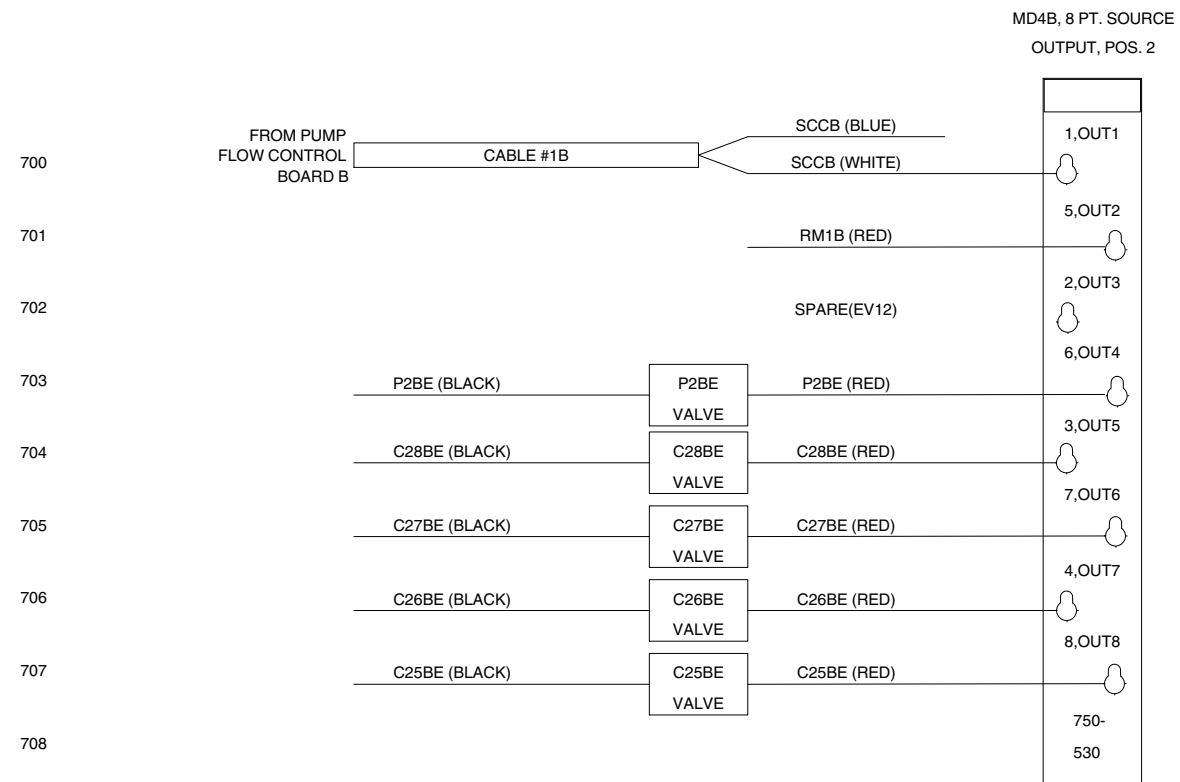 MD4B, 8 PT. SOURCE
OUTPUT, POS. 2
SCCB (BLUE)
1,OUT1
FROM PUMP
FLOW CONTROL
BOARD B
700
CABLE #1B
SCCB (WHITE)
5,OUT2
701
RM1B (RED)
2,OUT3
702
SPARE(EV12)
6,OUT4
703
P2BE (BLACK)
P2BE
VALVE
P2BE (RED)
3,OUT5
704
C28BE (BLACK)
C28BE
VALVE
C28BE (RED)
7,OUT6
705
C27BE (BLACK)
C27BE
VALVE
C27BE (RED)
4,OUT7
706
C26BE (BLACK)
C26BE
VALVE
C26BE (RED)
8,OUT8
707
C25BE (BLACK)
C25BE
VALVE
C25BE (RED)
750-
530
708